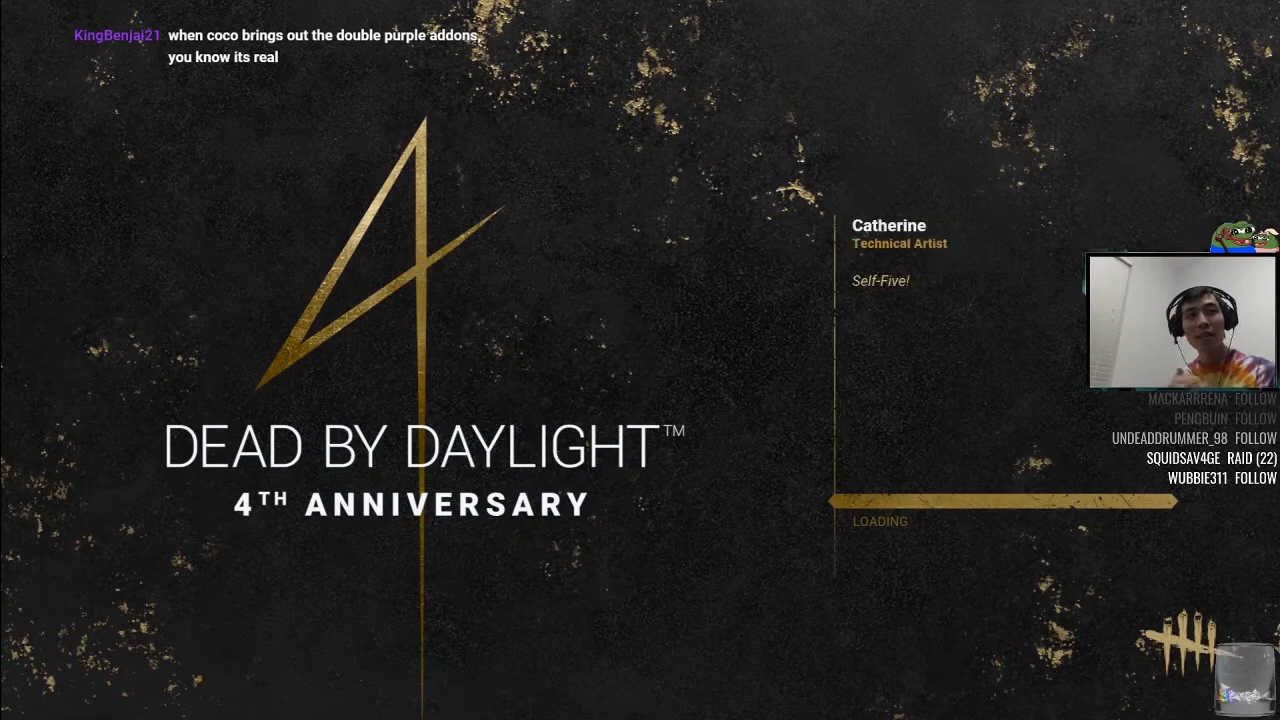 KingBenjaj21 when coco brings out the double purple addons,
you know its real
Catherine
Technical Artist
Self-Five!
DEAD BY DAYLIGHT™
4TH ANNIVERSARY
LOADING
MACKARRRENA FOLLOW
PENGBUIN FOLLOW
UNDEADDRUMMER_98 FOLLOW
SQUIDSAV4GE RAID (22)
WUBBIE311 FOLLOW